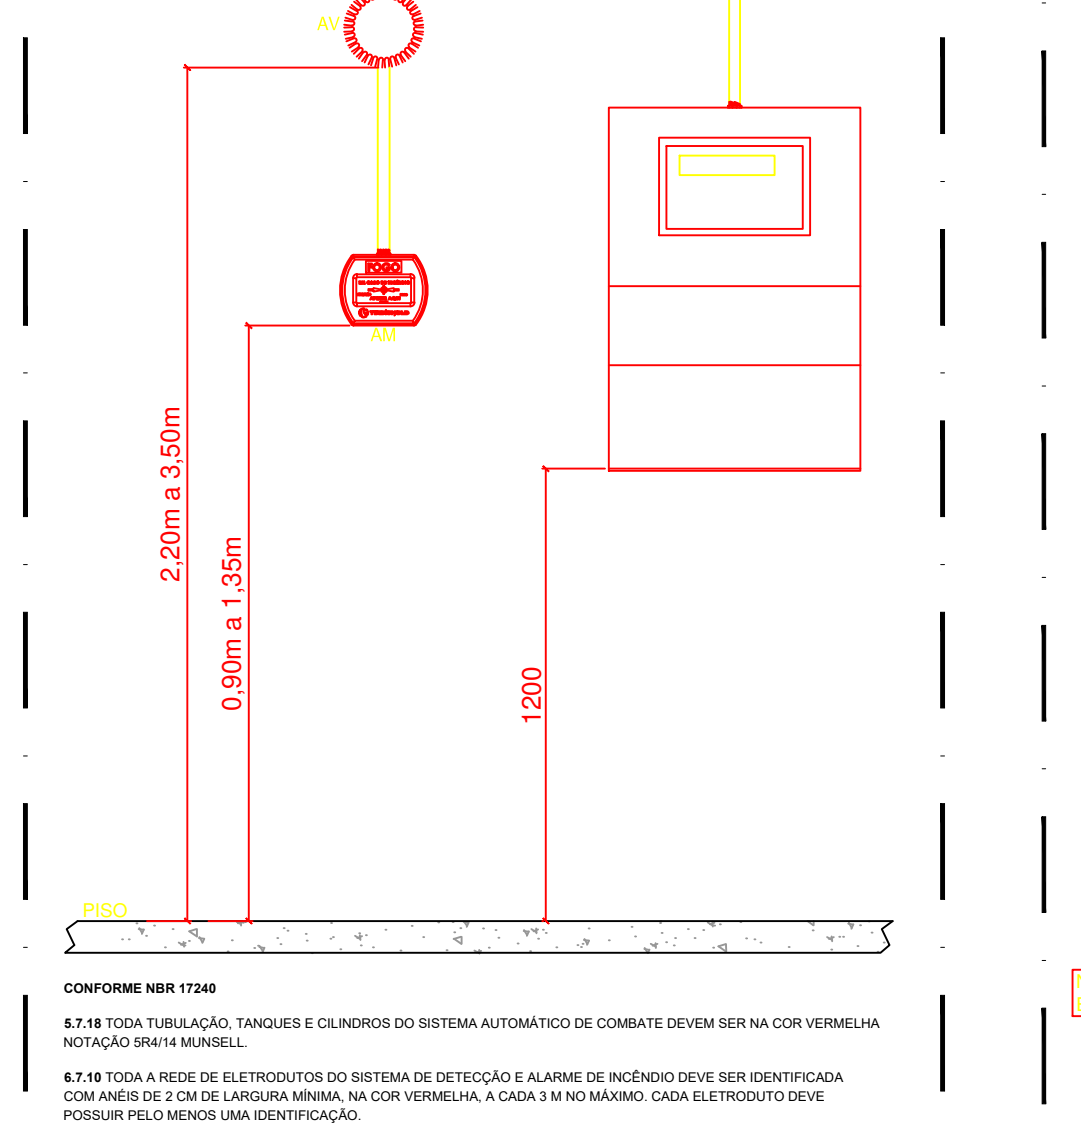 AV
FOGO
AM
2,20m a 3,50m
0,90m a 1,35m
1200
PISO
CONFORME NBR 17240
5.7.18 TODA TUBULAÇÃO, TANQUES E CILINDROS DO SISTEMA AUTOMÁTICO DE COMBATE DEVEM SER NA COR VERMELHA
NOTAÇÃO 5R4/14 MUNSELL.
6.7.10 TODA A REDE DE ELETRODUTOS DO SISTEMA DE DETECÇÃO E ALARME DE INCÊNDIO DEVE SER IDENTIFICADA
COM ANÉIS DE 2 CM DE LARGURA MÍNIMA, NA COR VERMELHA, A CADA 3 M NO MÁXIMO. CADA ELETRODUTO DEVE
POSSUIR PELO MENOS UMA IDENTIFICAÇÃO.